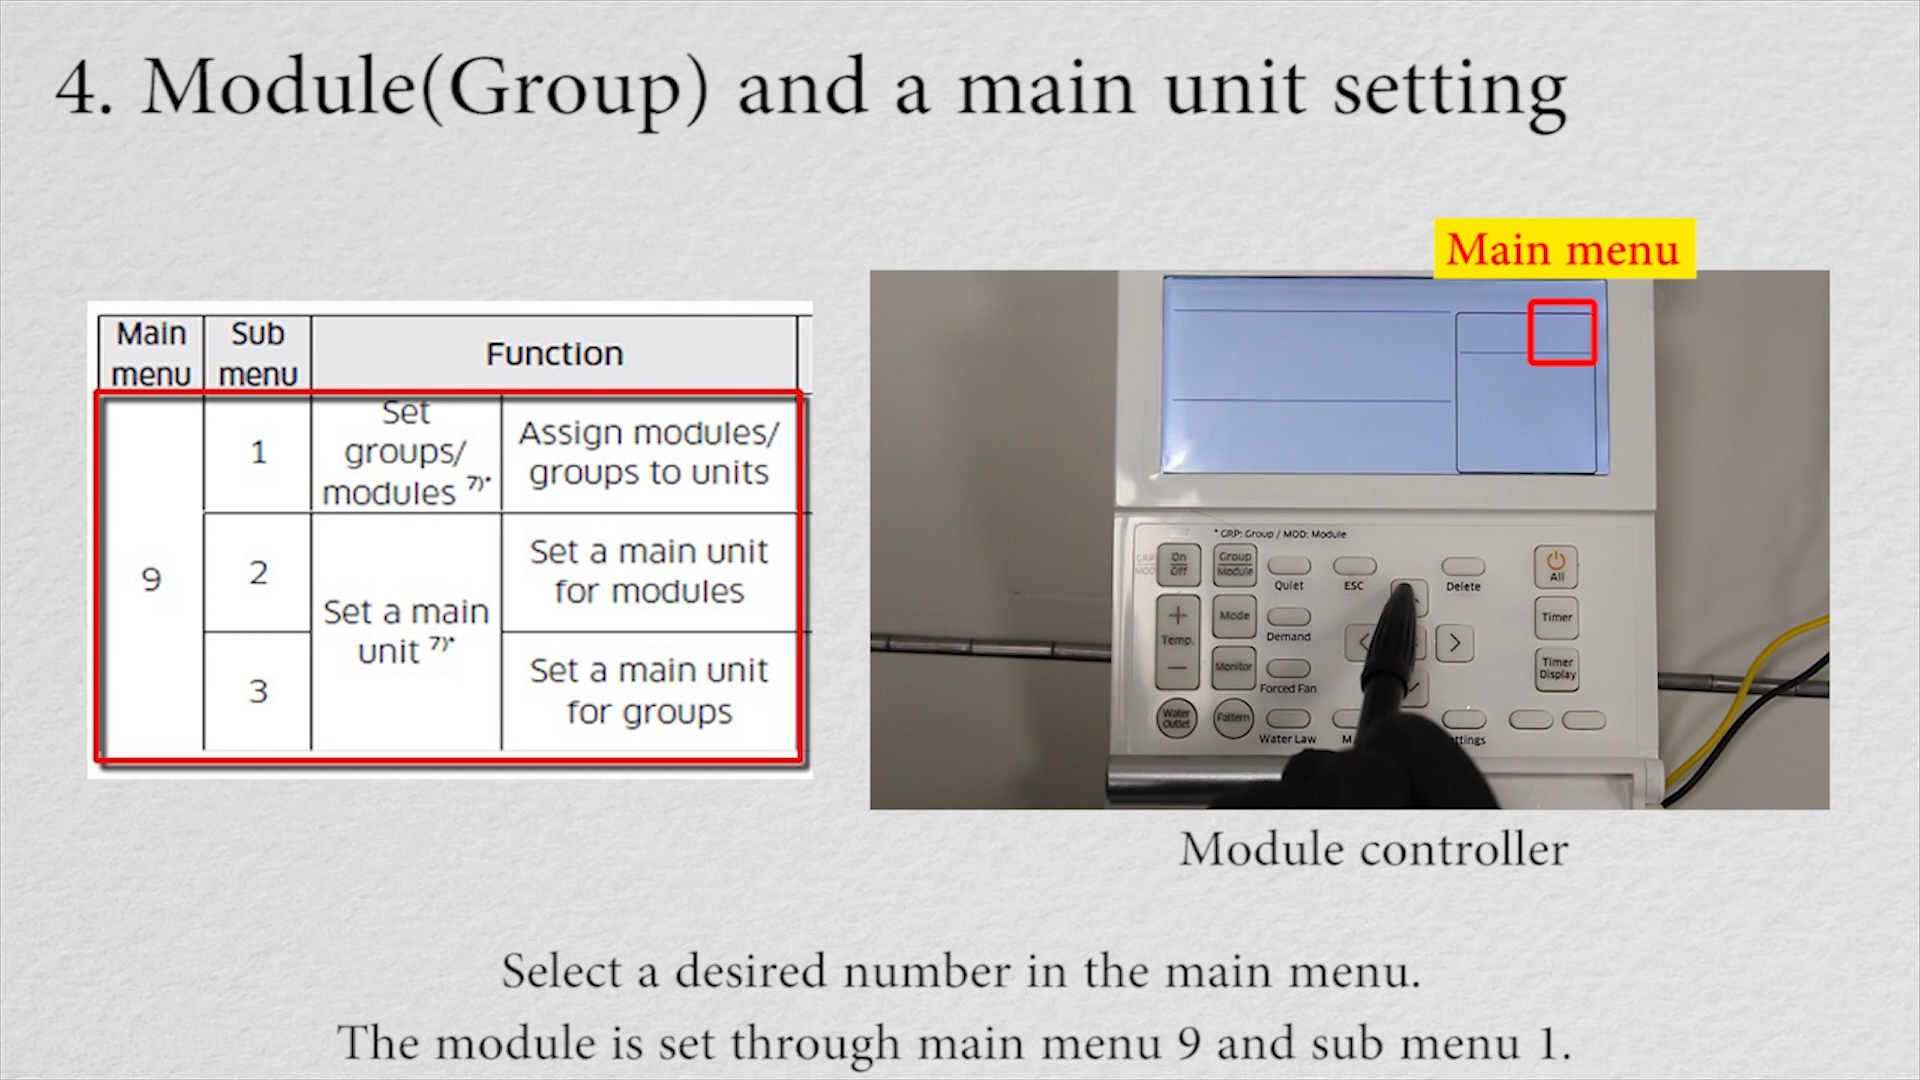 4. Module(Group) and a main unit setting
Main menu
Main
menu
Sub
menu
Function
9
1
Set
groups/
modules 7)*
Assign modules/
groups to units
2
Set a main
unit 7)*
Set a main unit
for modules
3
Set a main unit
for groups
* GRP: Group / MOD: Module
GRP
MOD
On
Off
Group
Module
Quiet
ESC
Delete
All
+
Temp.
−
Mode
Demand
<
>
Timer
Monitor
Forced Fan
Timer
Display
Water
Outlet
Pattern
Water Law
Module controller
Select a desired number in the main menu.
The module is set through main menu 9 and sub menu 1.